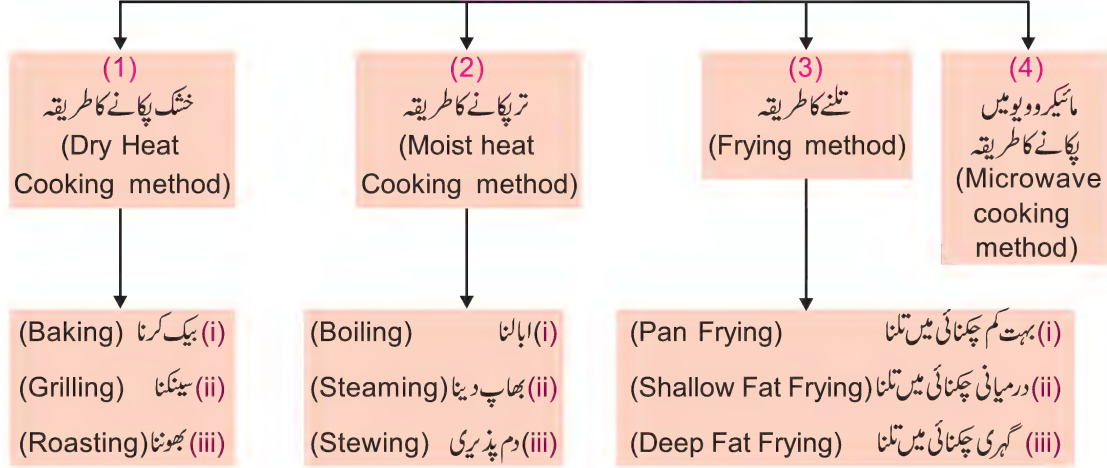 (1)
خشک پکانے کا طریقہ
(Dry Heat
Cooking method)
(2)
تر پکانے کا طریقہ
(Moist heat
Cooking method)
(3)
تلنے کا طریقہ
(Frying method)
(4)
مائیکرو ویو میں
پکانے کا طریقہ
(Microwave
cooking
method)
(i) بیک کرنا (Baking)
(ii) سینکنا (Grilling)
(iii) بھوننا (Roasting)
(i) ابالنا (Boiling)
(ii) بھاپ دینا (Steaming)
(iii) دم پذیری (Stewing)
(i) بہت کم چکنائی میں تلنا (Pan Frying)
(ii) درمیانی چکنائی میں تلنا (Shallow Fat Frying)
(iii) گہری چکنائی میں تلنا (Deep Fat Frying)